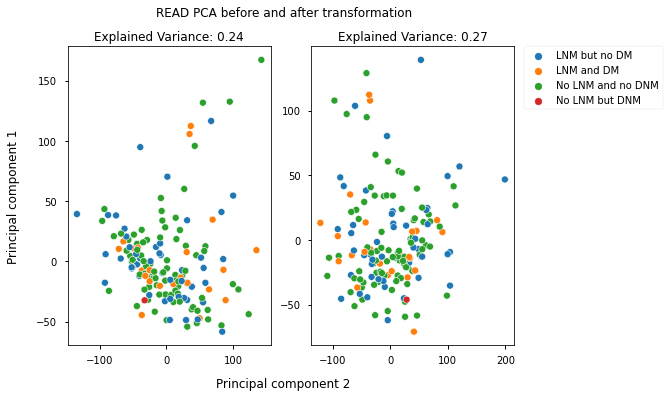 READ PCA before and after transformation
Explained Variance: 0.24
Explained Variance: 0.27
LNM but no DM
LNM and DM
No LNM and no DNM
No LNM but DNM
Principal component 1
150
100
50
0
−50
100
50
0
−50
−100
0
100
−100
0
100
200
Principal component 2